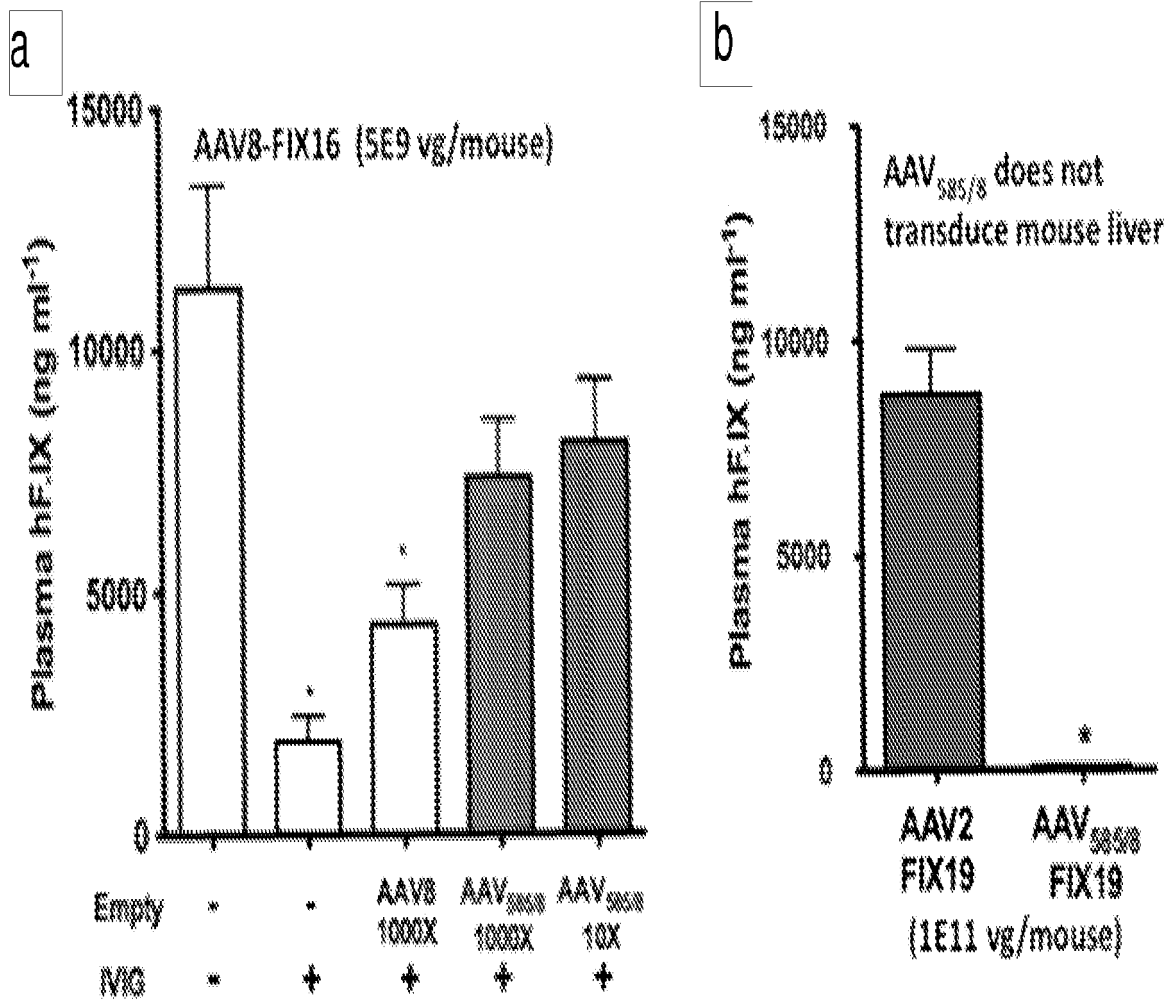 a
15000
10000
5000
0
Plasma hF.IX (ng ml⁻¹)
AAV8-FIX16 (5E9 vg/mouse)
Empty - - AAV8 AAV585/8 AAV585/8
1000X 1000X 10X
IVIG - + + + +
b
15000
10000
5000
0
Plasma hF.IX (ng ml⁻¹)
AAV585/8 does not
transduce mouse liver
*
AAV2 AAV585/8
FIX19 FIX19
(1E11 vg/mouse)